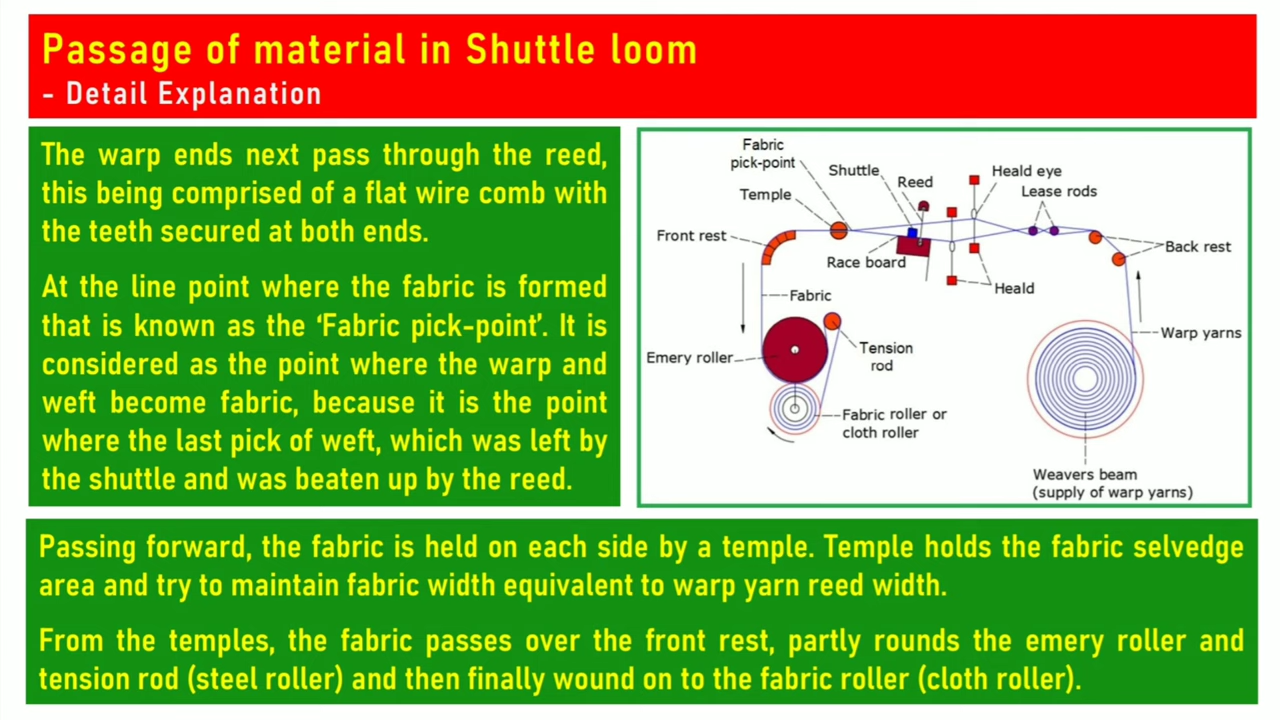 Passage of material in Shuttle loom
- Detail Explanation
The warp ends next pass through the reed,
this being comprised of a flat wire comb with
the teeth secured at both ends.
At the line point where the fabric is formed
that is known as the ‘Fabric pick-point’. It is
considered as the point where the warp and
weft become fabric, because it is the point
where the last pick of weft, which was left by
the shuttle and was beaten up by the reed.
Fabric
pick-point
Shuttle
Reed
Heald eye
Lease rods
Temple
Front rest
Race board
Back rest
Heald
Fabric
Warp yarns
Emery roller
Tension
rod
Fabric roller or
cloth roller
Weavers beam
(supply of warp yarns)
Passing forward, the fabric is held on each side by a temple. Temple holds the fabric selvedge
area and try to maintain fabric width equivalent to warp yarn reed width.
From the temples, the fabric passes over the front rest, partly rounds the emery roller and
tension rod (steel roller) and then finally wound on to the fabric roller (cloth roller).